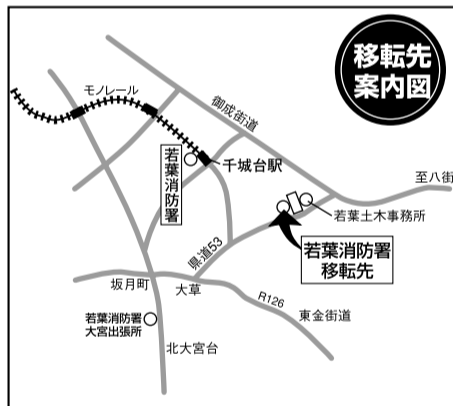 移転先
案内図
モノレール
御成街道
千城台駅
若葉消防署
至八街
若葉土木事務所
若葉消防署
移転先
県道53
坂月町
大草
R126
東金街道
若葉消防署
大宮出張所
北大宮台